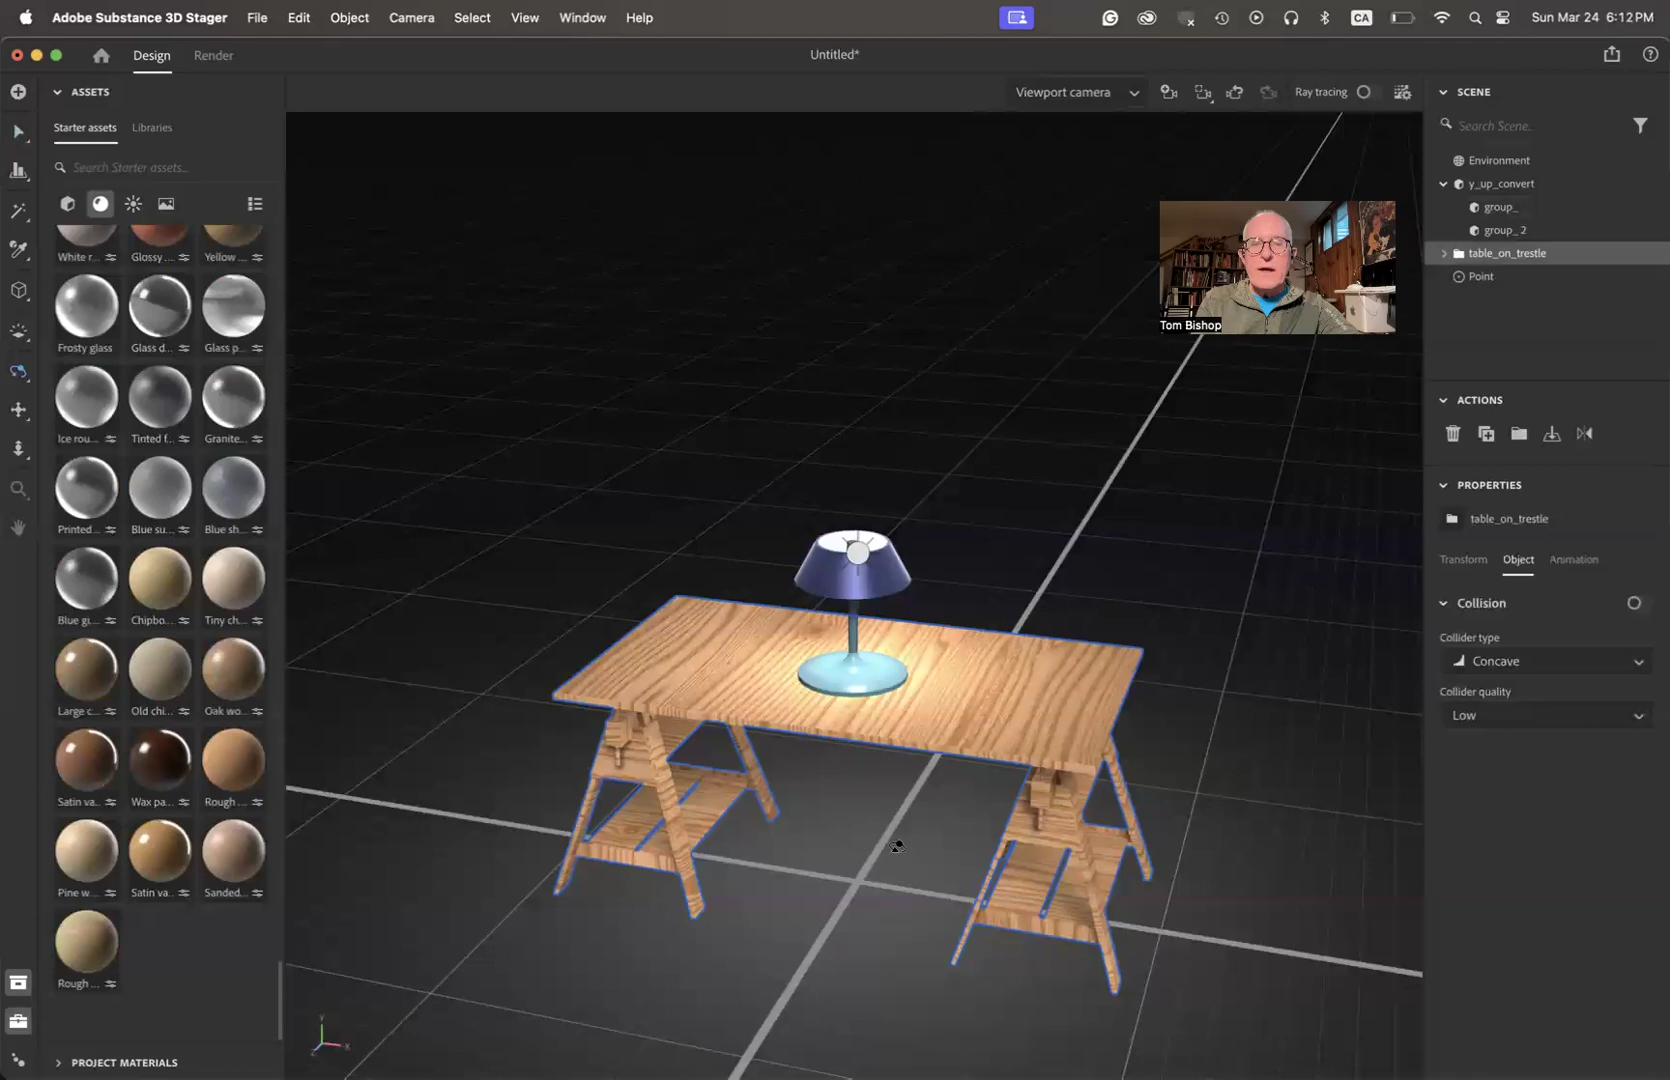 Adobe Substance 3D Stager File Edit Object Camera Select View Window Help CA Sun Mar 24 6:12 PM
Design Render Untitled*
ASSETS
Starter assets Libraries
Search Starter assets...
White r...
Glossy ...
Yellow ...
Frosty glass
Glass d...
Glass p...
Ice rou...
Tinted f...
Granite...
Printed...
Blue su...
Blue sh...
Blue gi...
Chipbo...
Tiny ch...
Large c...
Old chi...
Oak wo...
Satin va...
Wax pa...
Rough ...
Pine w...
Satin va...
Sanded...
Rough ...
PROJECT MATERIALS
Viewport camera
Ray tracing
Tom Bishop
Y
X
Z
SCENE
Search Scene...
Environment
y_up_convert
group_
group_2
table_on_trestle
Point
ACTIONS
PROPERTIES
table_on_trestle
Transform Object Animation
Collision
Collider type
Concave
Collider quality
Low